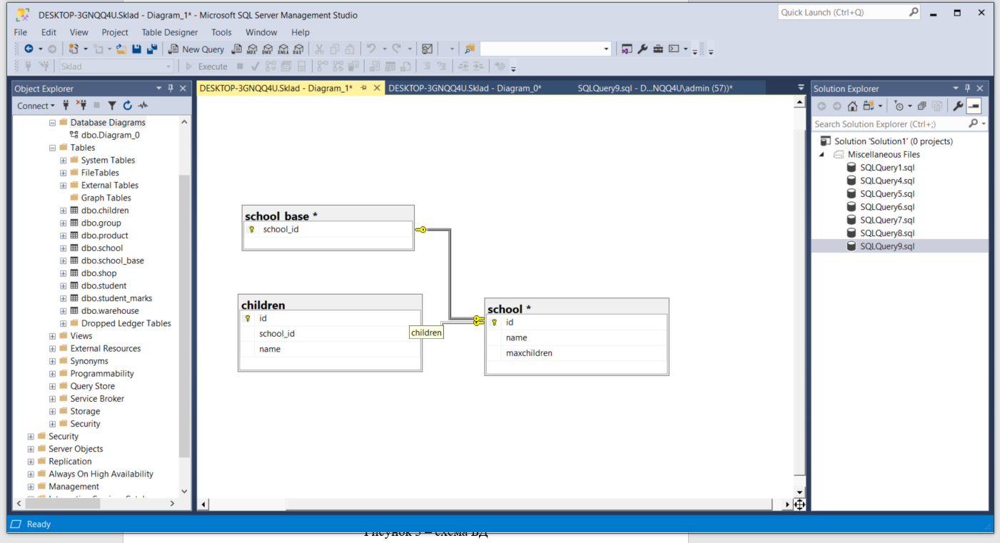 DESKTOP-3GNQQ4U.Sklad - Diagram_1* - Microsoft SQL Server Management Studio
Quick Launch (Ctrl+Q)
File Edit View Project Table Designer Tools Window Help
New Query MDX DMX XMLA DAX
Sklad Execute
Object Explorer
DESKTOP-3GNQQ4U.Sklad - Diagram_1* DESKTOP-3GNQQ4U.Sklad - Diagram_0* SQLQuery9.sql - D...NQQ4U\admin (57))*
Solution Explorer
Connect
Search Solution Explorer (Ctrl+;)
Database Diagrams
dbo.Diagram_0
Tables
System Tables
FileTables
External Tables
Graph Tables
dbo.children
dbo.group
dbo.product
dbo.school
dbo.school_base
dbo.shop
dbo.student
dbo.student_marks
dbo.warehouse
Dropped Ledger Tables
Views
External Resources
Synonyms
Programmability
Query Store
Service Broker
Storage
Security
Security
Server Objects
Replication
Always On High Availability
Management
school_base *
school_id
children
id
school_id
name
children
school *
id
name
maxchildren
Solution 'Solution1' (0 projects)
Miscellaneous Files
SQLQuery1.sql
SQLQuery4.sql
SQLQuery5.sql
SQLQuery6.sql
SQLQuery7.sql
SQLQuery8.sql
SQLQuery9.sql
Ready